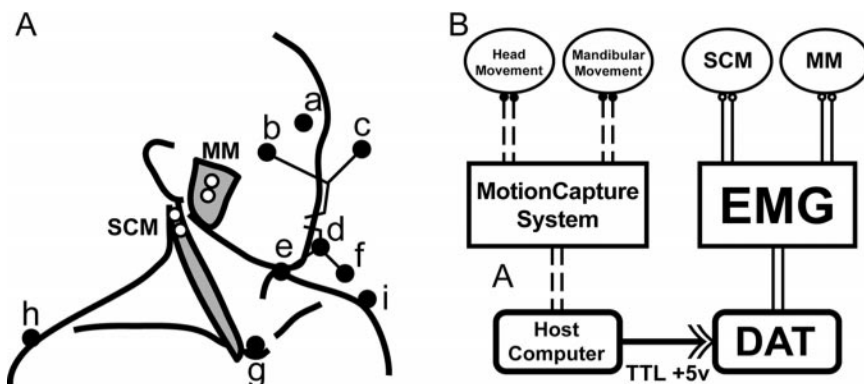 A
a
b
c
MM
SCM
d
e
f
h
i
g
B
Head
Movement
Mandibular
Movement
SCM
MM
MotionCapture
System
EMG
A
Host
Computer
TTL +5v
DAT